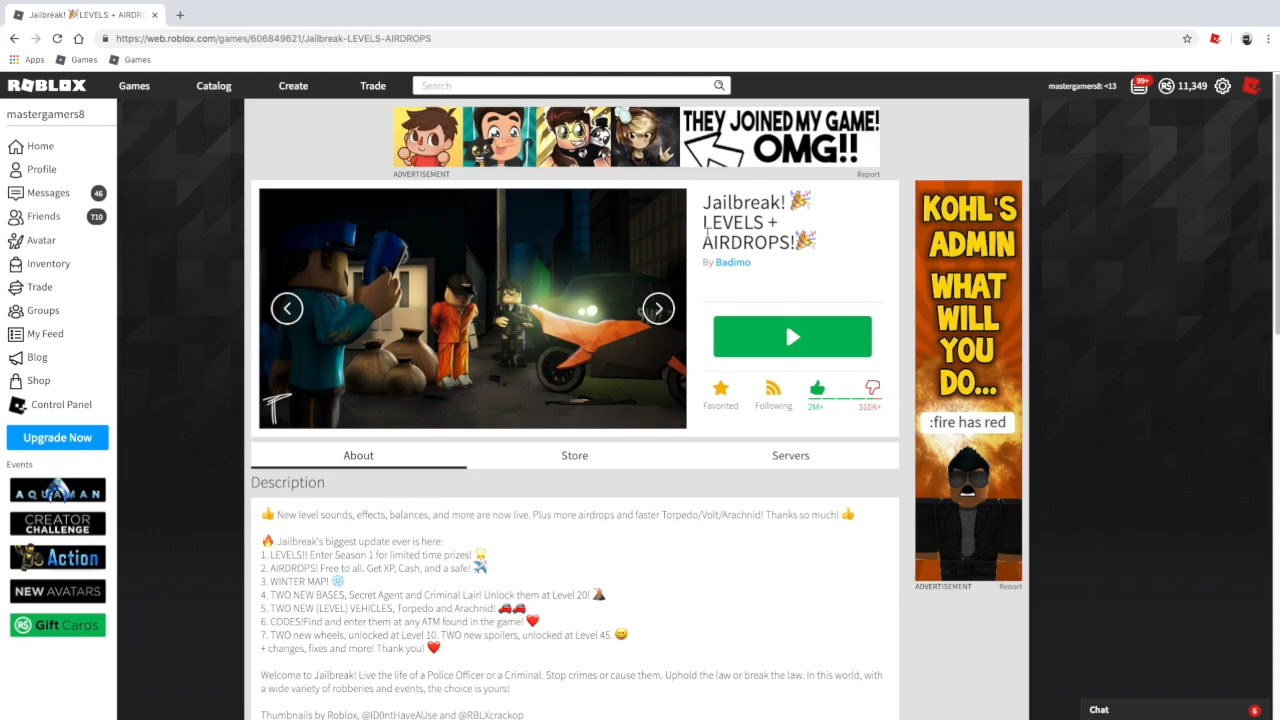 Jailbreak! 🎉LEVELS + AIRDR
https://web.roblox.com/games/606849621/Jailbreak-LEVELS-AIRDROPS
Apps Games Games
ROBLOX Games Catalog Create Trade Search mastergamers8: <13 99+ R$ 11,349
mastergamers8
Home
Profile
Messages 46
Friends 710
Avatar
Inventory
Trade
Groups
My Feed
Blog
Shop
Control Panel
Upgrade Now
Events
AQUAMAN
CREATOR
CHALLENGE
Action
NEW AVATARS
R$ Gift Cards
THEY JOINED MY GAME!
OMG!!
ADVERTISEMENT Report
Jailbreak! 🎉
LEVELS +
AIRDROPS!🎉
By Badimo
Favorited Following 2M+ 310K+
About Store Servers
Description
👍 New level sounds, effects, balances, and more are now live. Plus more airdrops and faster Torpedo/Volt/Arachnid! Thanks so much! 👍
🔥 Jailbreak's biggest update ever is here:
1. LEVELS!! Enter Season 1 for limited time prizes! 🌟
2. AIRDROPS! Free to all. Get XP, Cash, and a safe! ✈️
3. WINTER MAP! ❄️
4. TWO NEW BASES, Secret Agent and Criminal Lair! Unlock them at Level 20! 🌋
5. TWO NEW (LEVEL) VEHICLES, Torpedo and Arachnid! 🚗🚗
6. CODES!Find and enter them at any ATM found in the game! ❤️
7. TWO new wheels, unlocked at Level 10. TWO new spoilers, unlocked at Level 45. 😄
+ changes, fixes and more! Thank you! ❤️
Welcome to Jailbreak! Live the life of a Police Officer or a Criminal. Stop crimes or cause them. Uphold the law or break the law. In this world, with
a wide variety of robberies and events, the choice is yours!
Thumbnails by Roblox, @ID0ntHaveAUse and @RBLXcrackop
KOHL'S
ADMIN
WHAT
WILL
YOU
DO...
:fire has red
ADVERTISEMENT Report
Chat 6